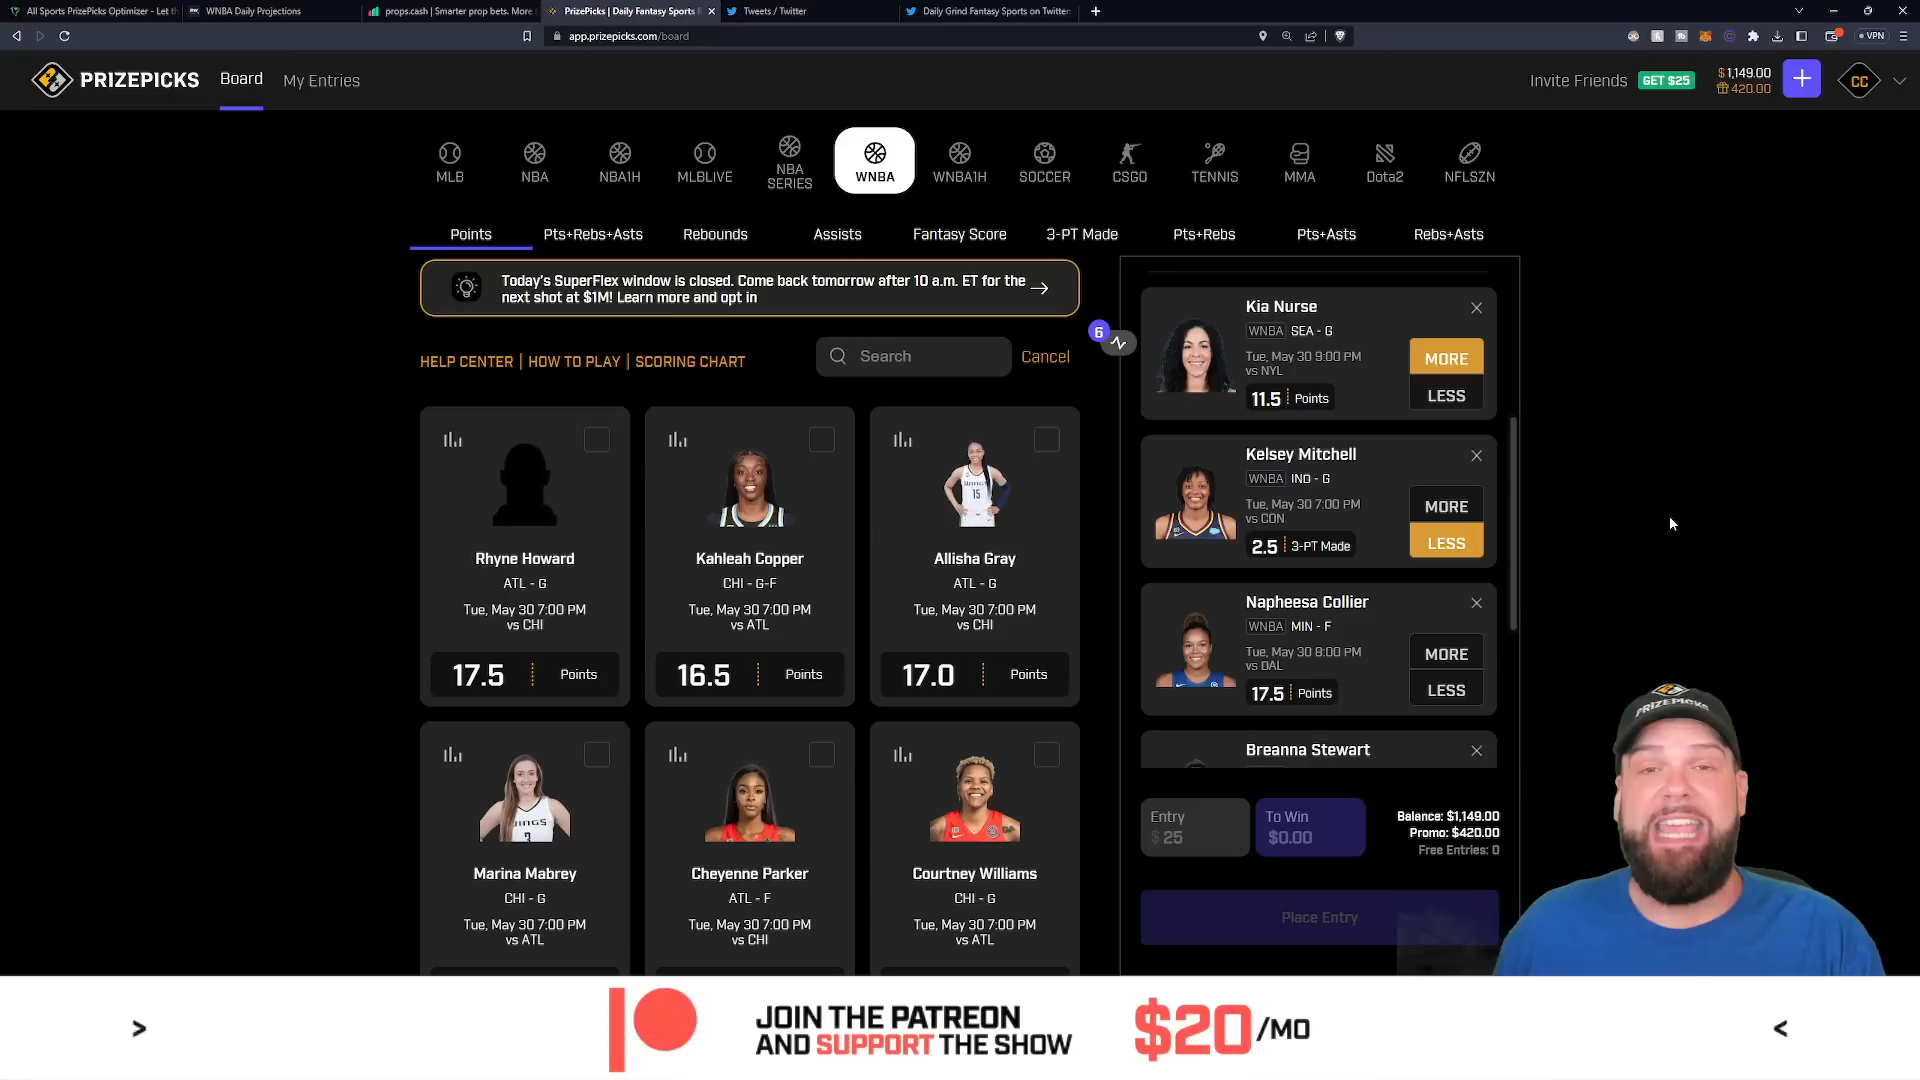 All Sports PrizePicks Optimizer - Let th
WNBA Daily Projections
props.cash | Smarter prop bets. More
PrizePicks | Daily Fantasy Sports
Tweets / Twitter
Daily Grind Fantasy Sports on Twitter:
app.prizepicks.com/board
VPN
PRIZEPICKS
Board
My Entries
Invite Friends
GET $25
$1,149.00
420.00
+
CC
MLB
NBA
NBA1H
MLBLIVE
NBA
SERIES
WNBA
WNBA1H
SOCCER
CSGO
TENNIS
MMA
Dota2
NFLSZN
Points
Pts+Rebs+Asts
Rebounds
Assists
Fantasy Score
3-PT Made
Pts+Rebs
Pts+Asts
Rebs+Asts
Today's SuperFlex window is closed. Come back tomorrow after 10 a.m. ET for the
next shot at $1M! Learn more and opt in
HELP CENTER | HOW TO PLAY | SCORING CHART
Search
Cancel
6
Rhyne Howard
ATL - G
Tue, May 30 7:00 PM
vs CHI
17.5
Points
Kahleah Copper
CHI - G-F
Tue, May 30 7:00 PM
vs ATL
16.5
Points
WINGS
15
Allisha Gray
ATL - G
Tue, May 30 7:00 PM
vs CHI
17.0
Points
Marina Mabrey
CHI - G
Tue, May 30 7:00 PM
vs ATL
Cheyenne Parker
ATL - F
Tue, May 30 7:00 PM
vs CHI
Courtney Williams
CHI - G
Tue, May 30 7:00 PM
vs ATL
Kia Nurse
WNBA SEA - G
Tue, May 30 9:00 PM
vs NYL
11.5 Points
MORE
LESS
Kelsey Mitchell
WNBA IND - G
Tue, May 30 7:00 PM
vs CON
2.5 3-PT Made
MORE
LESS
Napheesa Collier
WNBA MIN - F
Tue, May 30 8:00 PM
vs DAL
17.5 Points
MORE
LESS
Breanna Stewart
Entry
$ 25
To Win
$0.00
Balance: $1,149.00
Promo: $420.00
Free Entries: 0
Place Entry
PRIZEPICKS
>
JOIN THE PATREON
AND SUPPORT THE SHOW
$20/MO
<